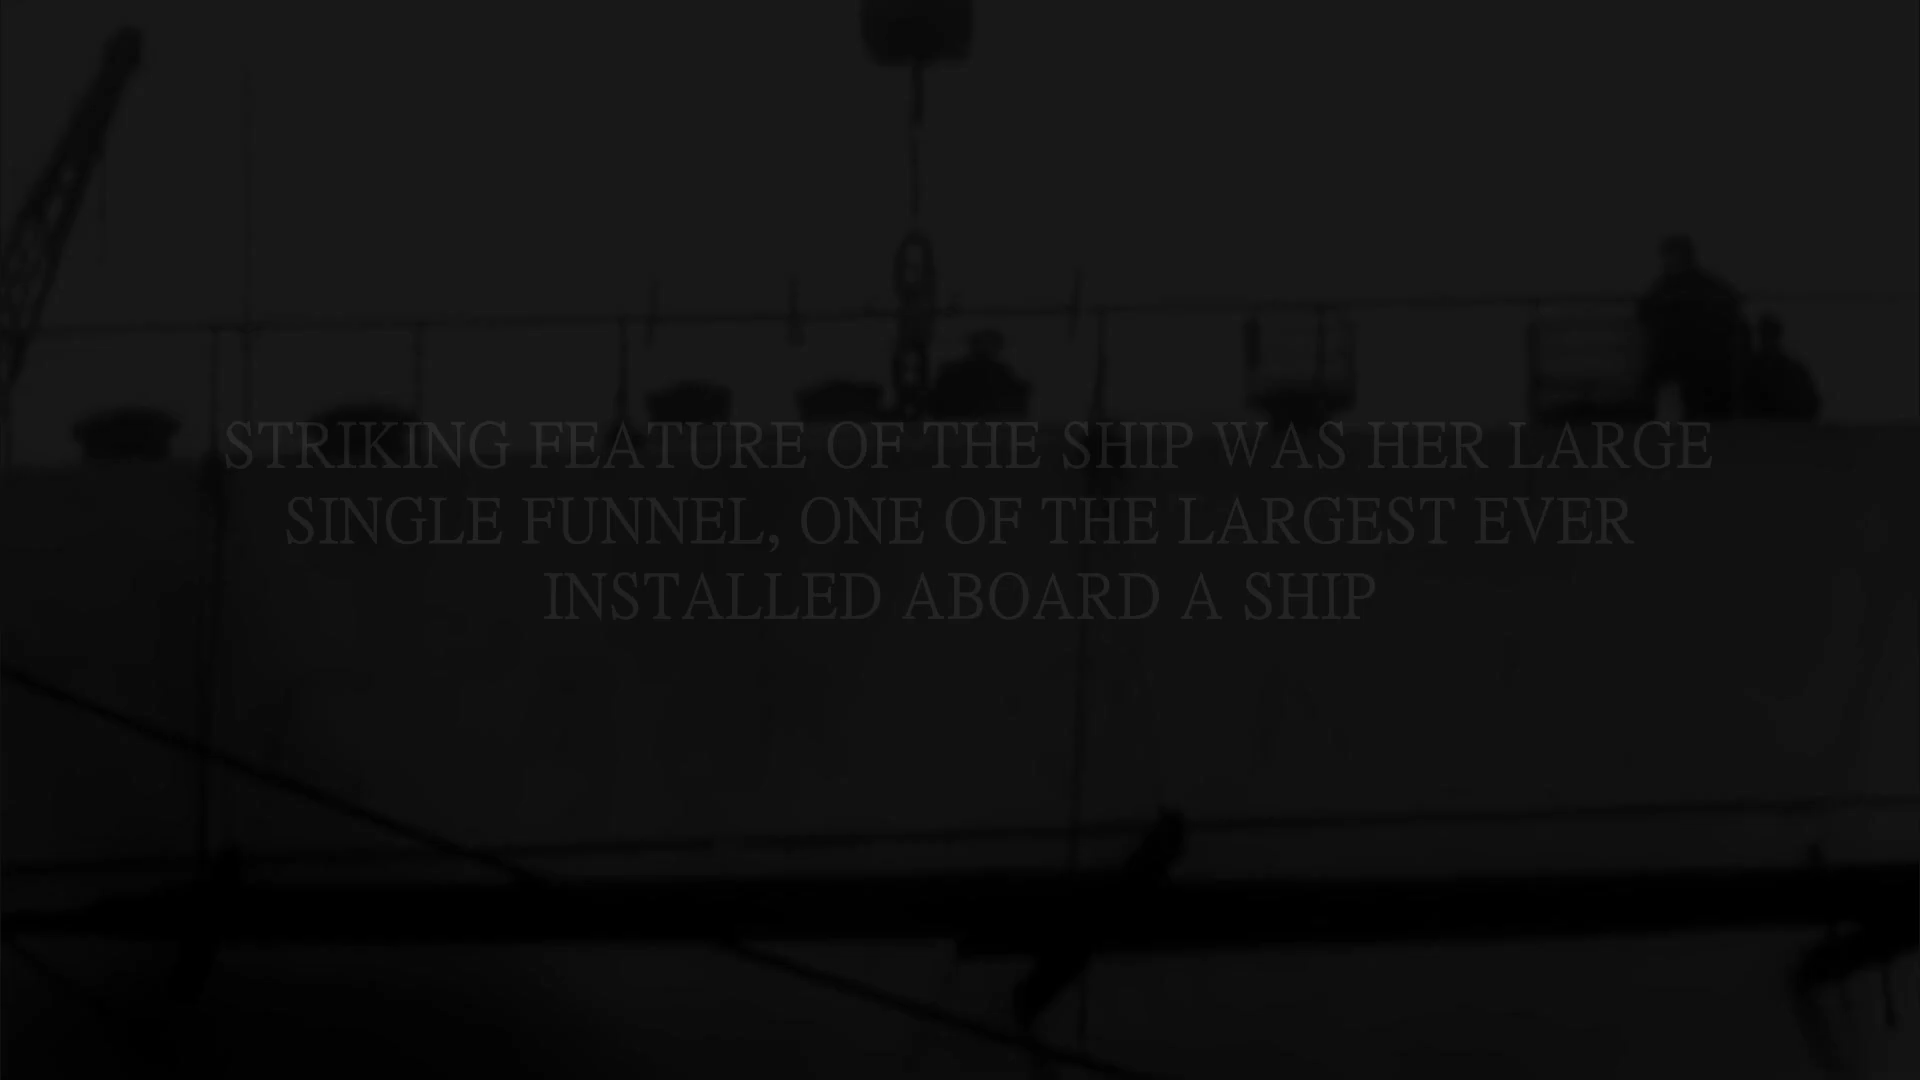 STRIKING FEATURE OF THE SHIP WAS HER LARGE
SINGLE FUNNEL, ONE OF THE LARGEST EVER
INSTALLED ABOARD A SHIP